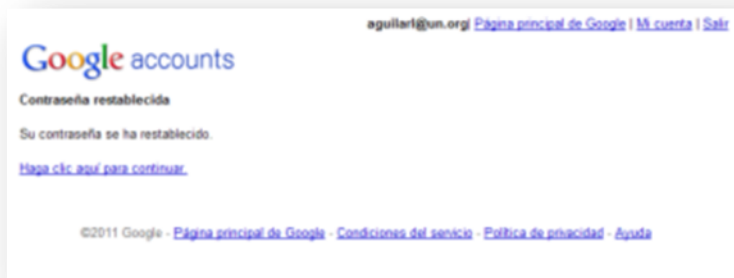 aguilarl@un.org| Página principal de Google | Mi cuenta | Salir
Google accounts
Contraseña restablecida
Su contraseña se ha restablecido.
Haga clic aquí para continuar.
©2011 Google - Página principal de Google - Condiciones del servicio - Política de privacidad - Ayuda